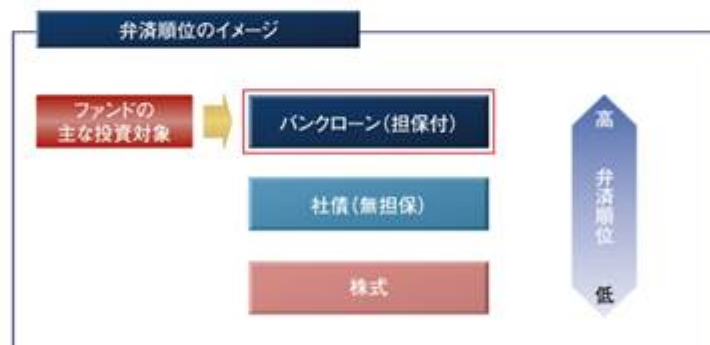 弁済順位のイメージ
ファンドの
主な投資対象
バンクローン(担保付)
社債(無担保)
株式
高
弁済順位
低